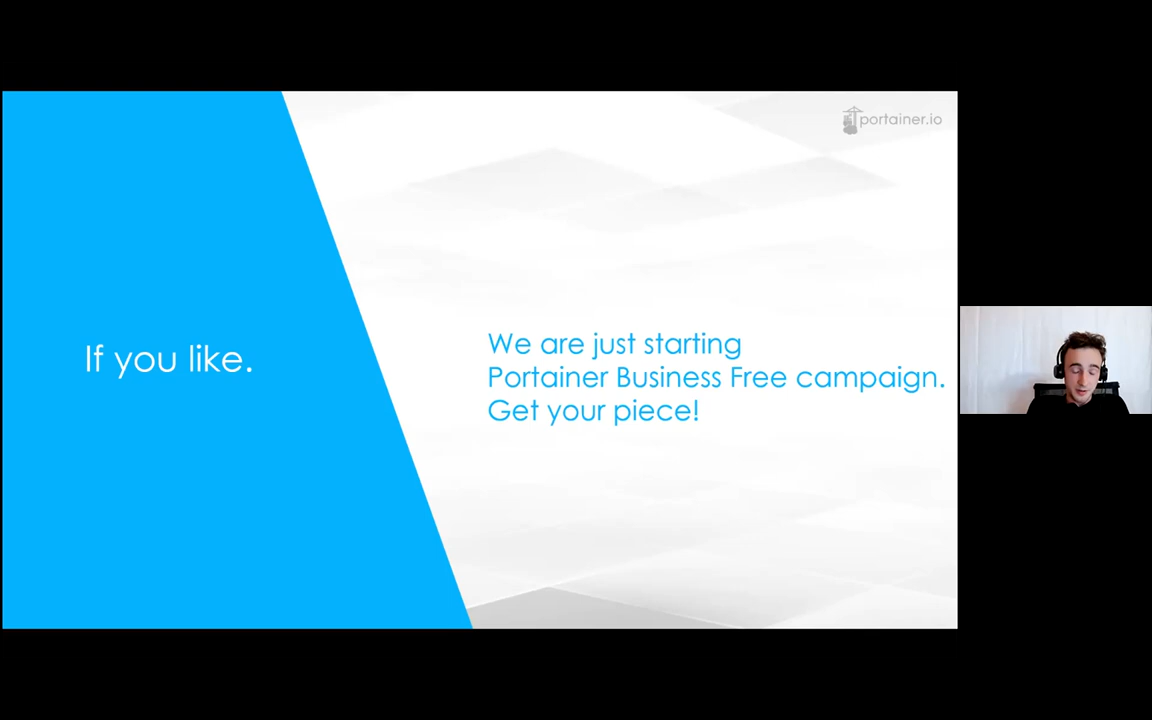 portainer.io
If you like.
We are just starting
Portainer Business Free campaign.
Get your piece!